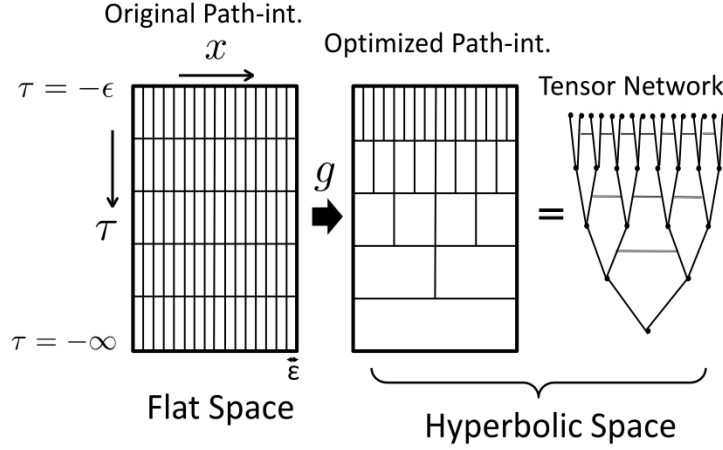 Original Path-int.
x
Optimized Path-int.
τ = −ϵ
Tensor Network
g
τ
=
τ = −∞
ε
Flat Space
Hyperbolic Space